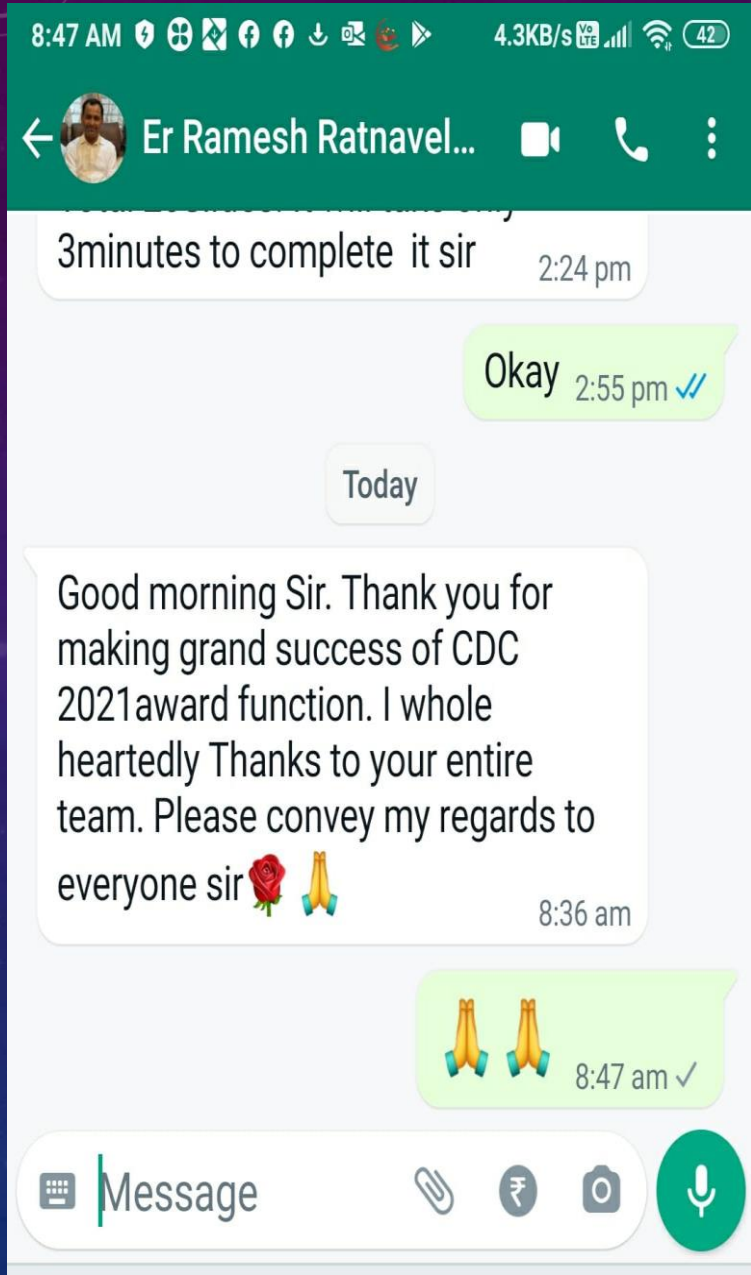 8:47 AM
4.3KB/s Vo LTE 42
Er Ramesh Ratnavel...
3minutes to complete it sir
2:24 pm
Okay 2:55 pm
Today
Good morning Sir. Thank you for
making grand success of CDC
2021award function. I whole
heartedly Thanks to your entire
team. Please convey my regards to
everyone sir🌹🙏
8:36 am
🙏🙏 8:47 am
Message ₹